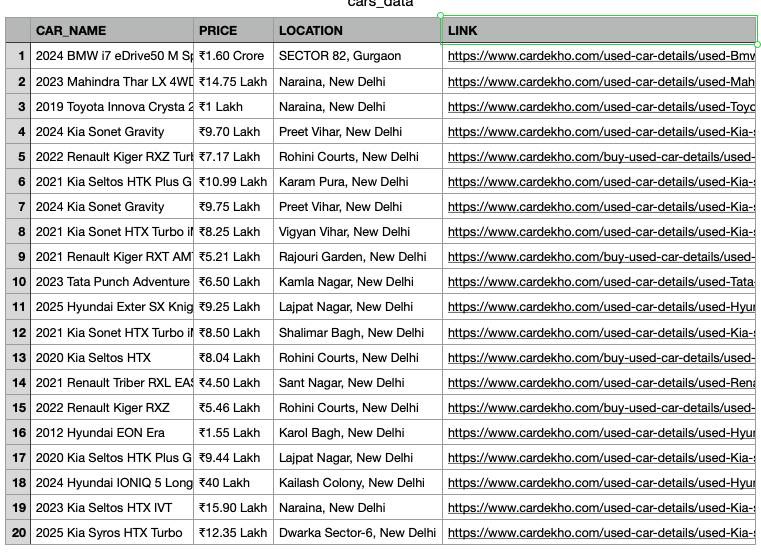 cars_data
CAR_NAME PRICE LOCATION LINK
1 2024 BMW i7 eDrive50 M Sp ₹1.60 Crore SECTOR 82, Gurgaon https://www.cardekho.com/used-car-details/used-Bmw
2 2023 Mahindra Thar LX 4WD ₹14.75 Lakh Naraina, New Delhi https://www.cardekho.com/used-car-details/used-Mah
3 2019 Toyota Innova Crysta 2 ₹1 Lakh Naraina, New Delhi https://www.cardekho.com/used-car-details/used-Toyo
4 2024 Kia Sonet Gravity ₹9.70 Lakh Preet Vihar, New Delhi https://www.cardekho.com/used-car-details/used-Kia-s
5 2022 Renault Kiger RXZ Turb ₹7.17 Lakh Rohini Courts, New Delhi https://www.cardekho.com/buy-used-car-details/used-
6 2021 Kia Seltos HTK Plus G ₹10.99 Lakh Karam Pura, New Delhi https://www.cardekho.com/used-car-details/used-Kia-s
7 2024 Kia Sonet Gravity ₹9.75 Lakh Preet Vihar, New Delhi https://www.cardekho.com/used-car-details/used-Kia-s
8 2021 Kia Sonet HTX Turbo iM ₹8.25 Lakh Vigyan Vihar, New Delhi https://www.cardekho.com/used-car-details/used-Kia-s
9 2021 Renault Kiger RXT AMT ₹5.21 Lakh Rajouri Garden, New Delhi https://www.cardekho.com/buy-used-car-details/used-
10 2023 Tata Punch Adventure ₹6.50 Lakh Kamla Nagar, New Delhi https://www.cardekho.com/used-car-details/used-Tata-
11 2025 Hyundai Exter SX Knig ₹9.25 Lakh Lajpat Nagar, New Delhi https://www.cardekho.com/used-car-details/used-Hyun
12 2021 Kia Sonet HTX Turbo iM ₹8.50 Lakh Shalimar Bagh, New Delhi https://www.cardekho.com/used-car-details/used-Kia-s
13 2020 Kia Seltos HTX ₹8.04 Lakh Rohini Courts, New Delhi https://www.cardekho.com/buy-used-car-details/used-
14 2021 Renault Triber RXL EAS ₹4.50 Lakh Sant Nagar, New Delhi https://www.cardekho.com/used-car-details/used-Rena
15 2022 Renault Kiger RXZ ₹5.46 Lakh Rohini Courts, New Delhi https://www.cardekho.com/buy-used-car-details/used-
16 2012 Hyundai EON Era ₹1.55 Lakh Karol Bagh, New Delhi https://www.cardekho.com/used-car-details/used-Hyun
17 2020 Kia Seltos HTK Plus G ₹9.44 Lakh Lajpat Nagar, New Delhi https://www.cardekho.com/used-car-details/used-Kia-s
18 2024 Hyundai IONIQ 5 Long ₹40 Lakh Kailash Colony, New Delhi https://www.cardekho.com/used-car-details/used-Hyun
19 2023 Kia Seltos HTX IVT ₹15.90 Lakh Naraina, New Delhi https://www.cardekho.com/used-car-details/used-Kia-s
20 2025 Kia Syros HTX Turbo ₹12.35 Lakh Dwarka Sector-6, New Delhi https://www.cardekho.com/used-car-details/used-Kia-s